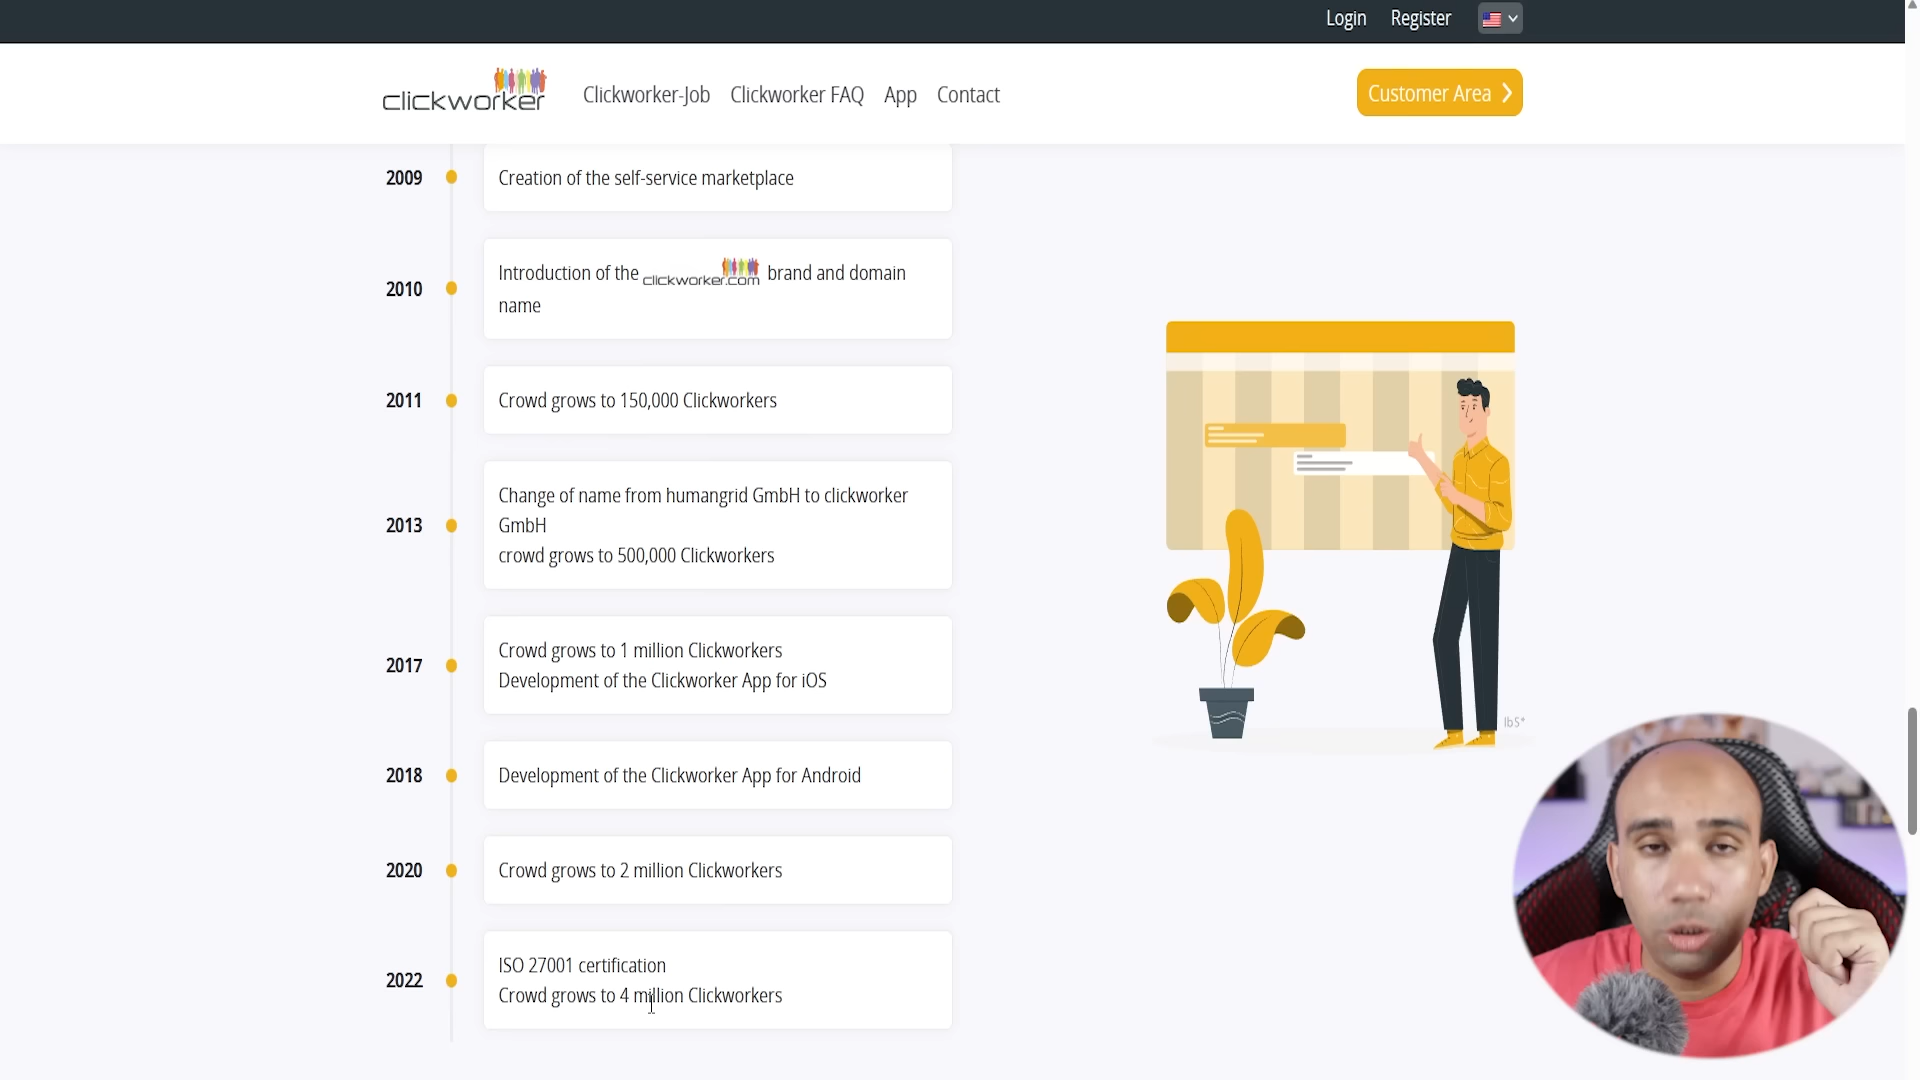 Login Register
clickworker Clickworker-Job Clickworker FAQ App Contact Customer Area
2009 Creation of the self-service marketplace
2010 Introduction of the clickworker.com brand and domain
name
2011 Crowd grows to 150,000 Clickworkers
2013 Change of name from humangrid GmbH to clickworker
GmbH
crowd grows to 500,000 Clickworkers
2017 Crowd grows to 1 million Clickworkers
Development of the Clickworker App for iOS
2018 Development of the Clickworker App for Android
2020 Crowd grows to 2 million Clickworkers
2022 ISO 27001 certification
Crowd grows to 4 million Clickworkers